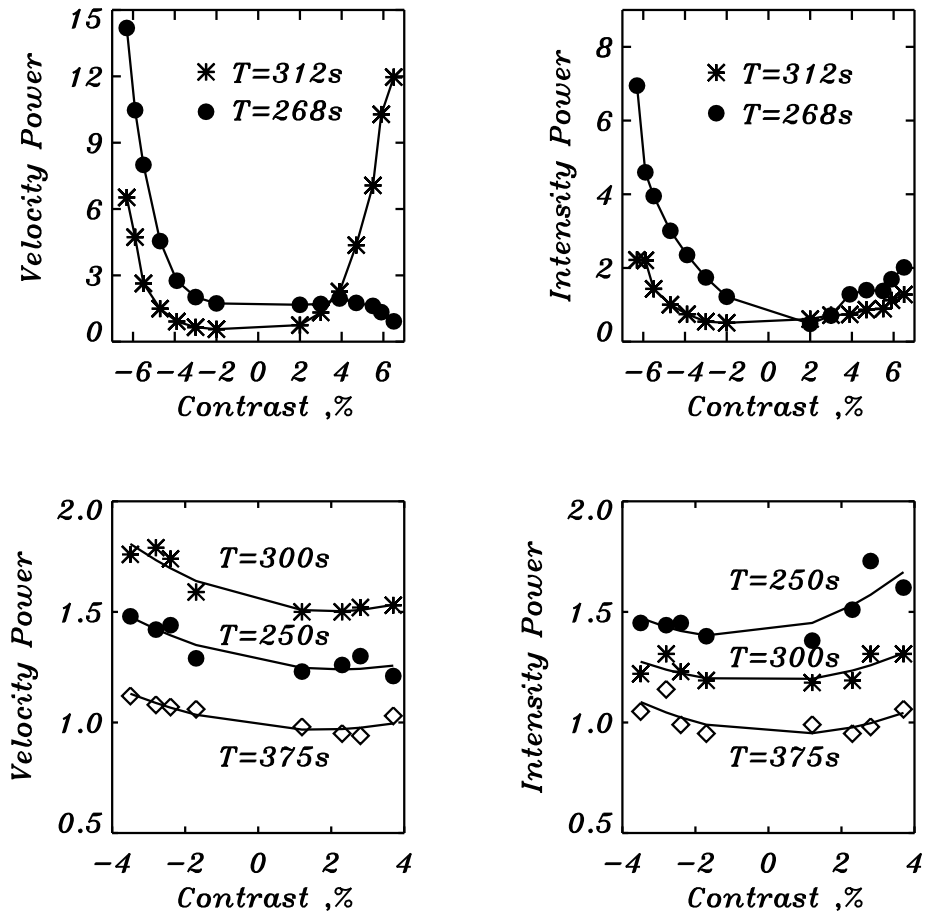 15
12
9
6
3
0
Velocity Power
T=312s
T=268s
-6 -4 -2 0 2 4 6
Contrast ,%
8
6
4
2
0
Intensity Power
T=312s
T=268s
-6 -4 -2 0 2 4 6
Contrast ,%
2.0
1.5
1.0
0.5
Velocity Power
T=300s
T=250s
T=375s
-4 -2 0 2 4
Contrast ,%
2.0
1.5
1.0
0.5
Intensity Power
T=250s
T=300s
T=375s
-4 -2 0 2 4
Contrast ,%